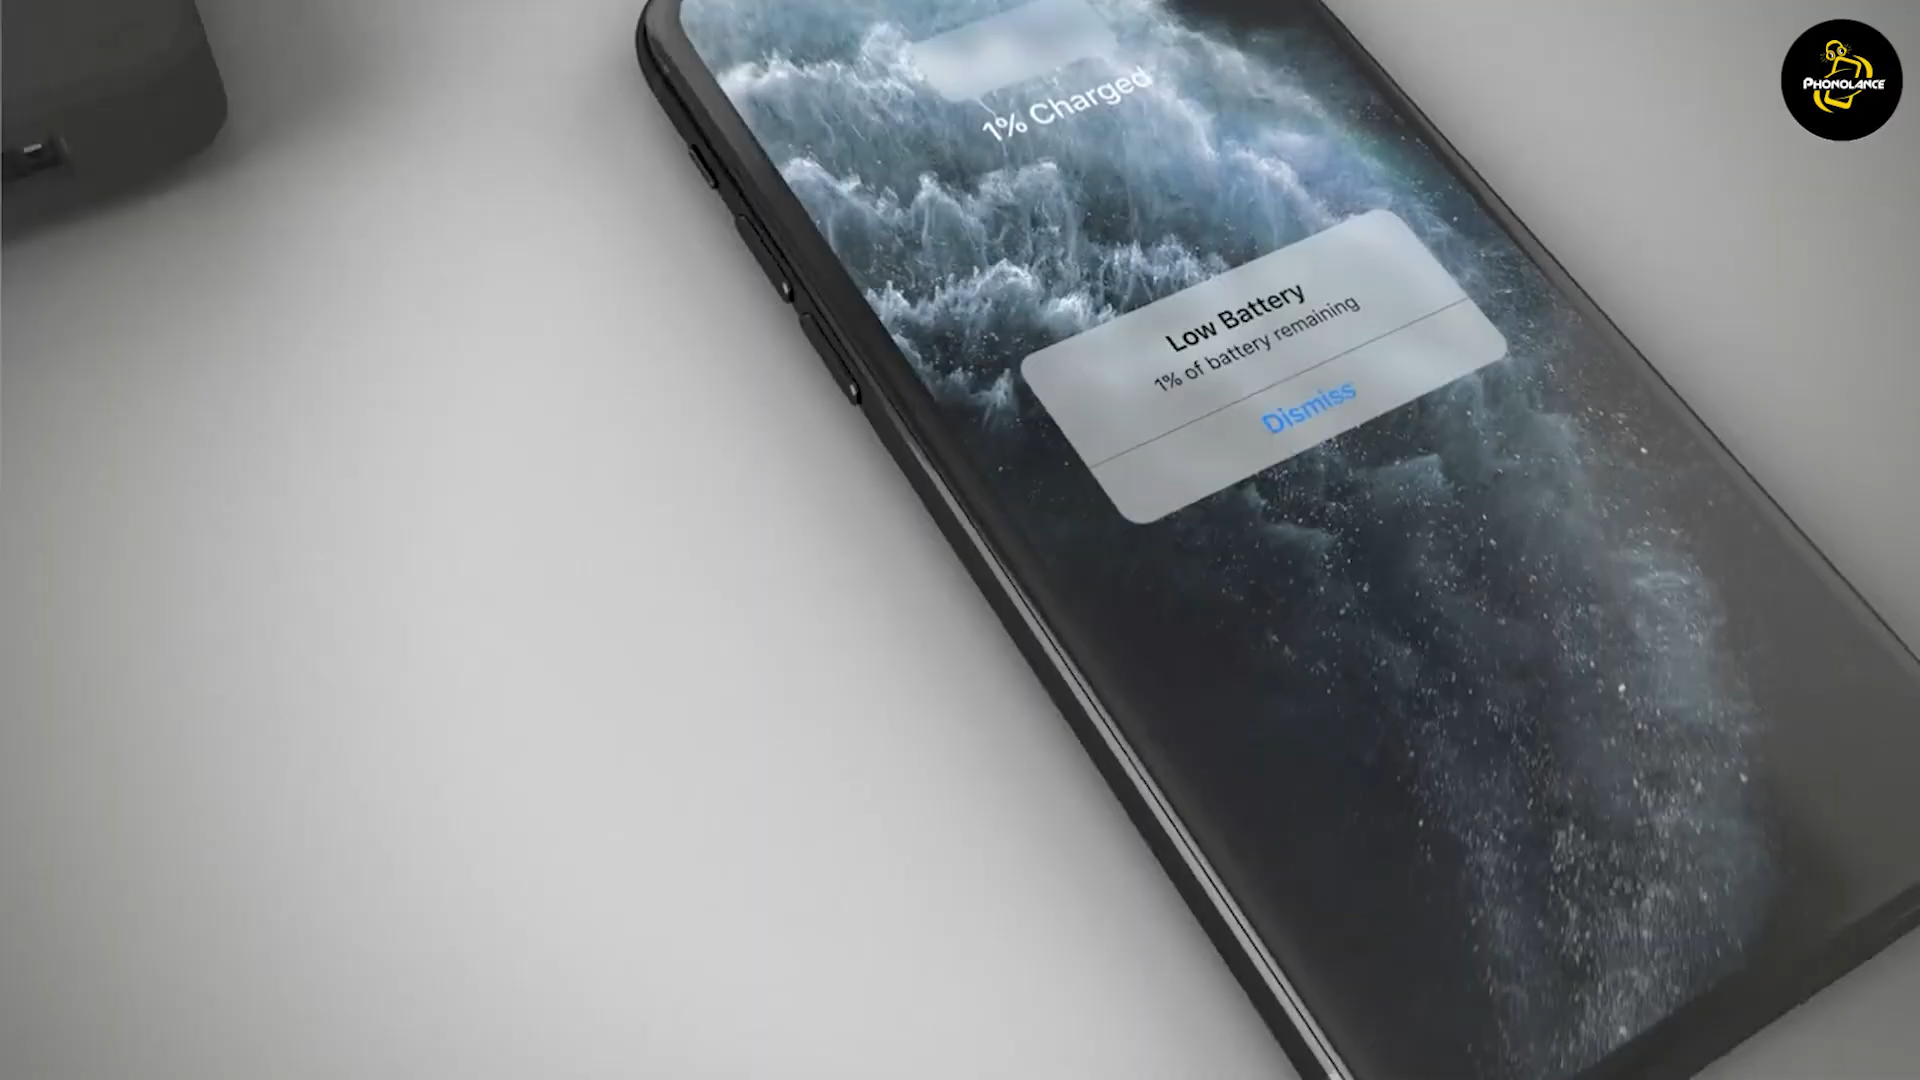 PHONOLANCE
1% Charged
Low Battery
1% of battery remaining
Dismiss